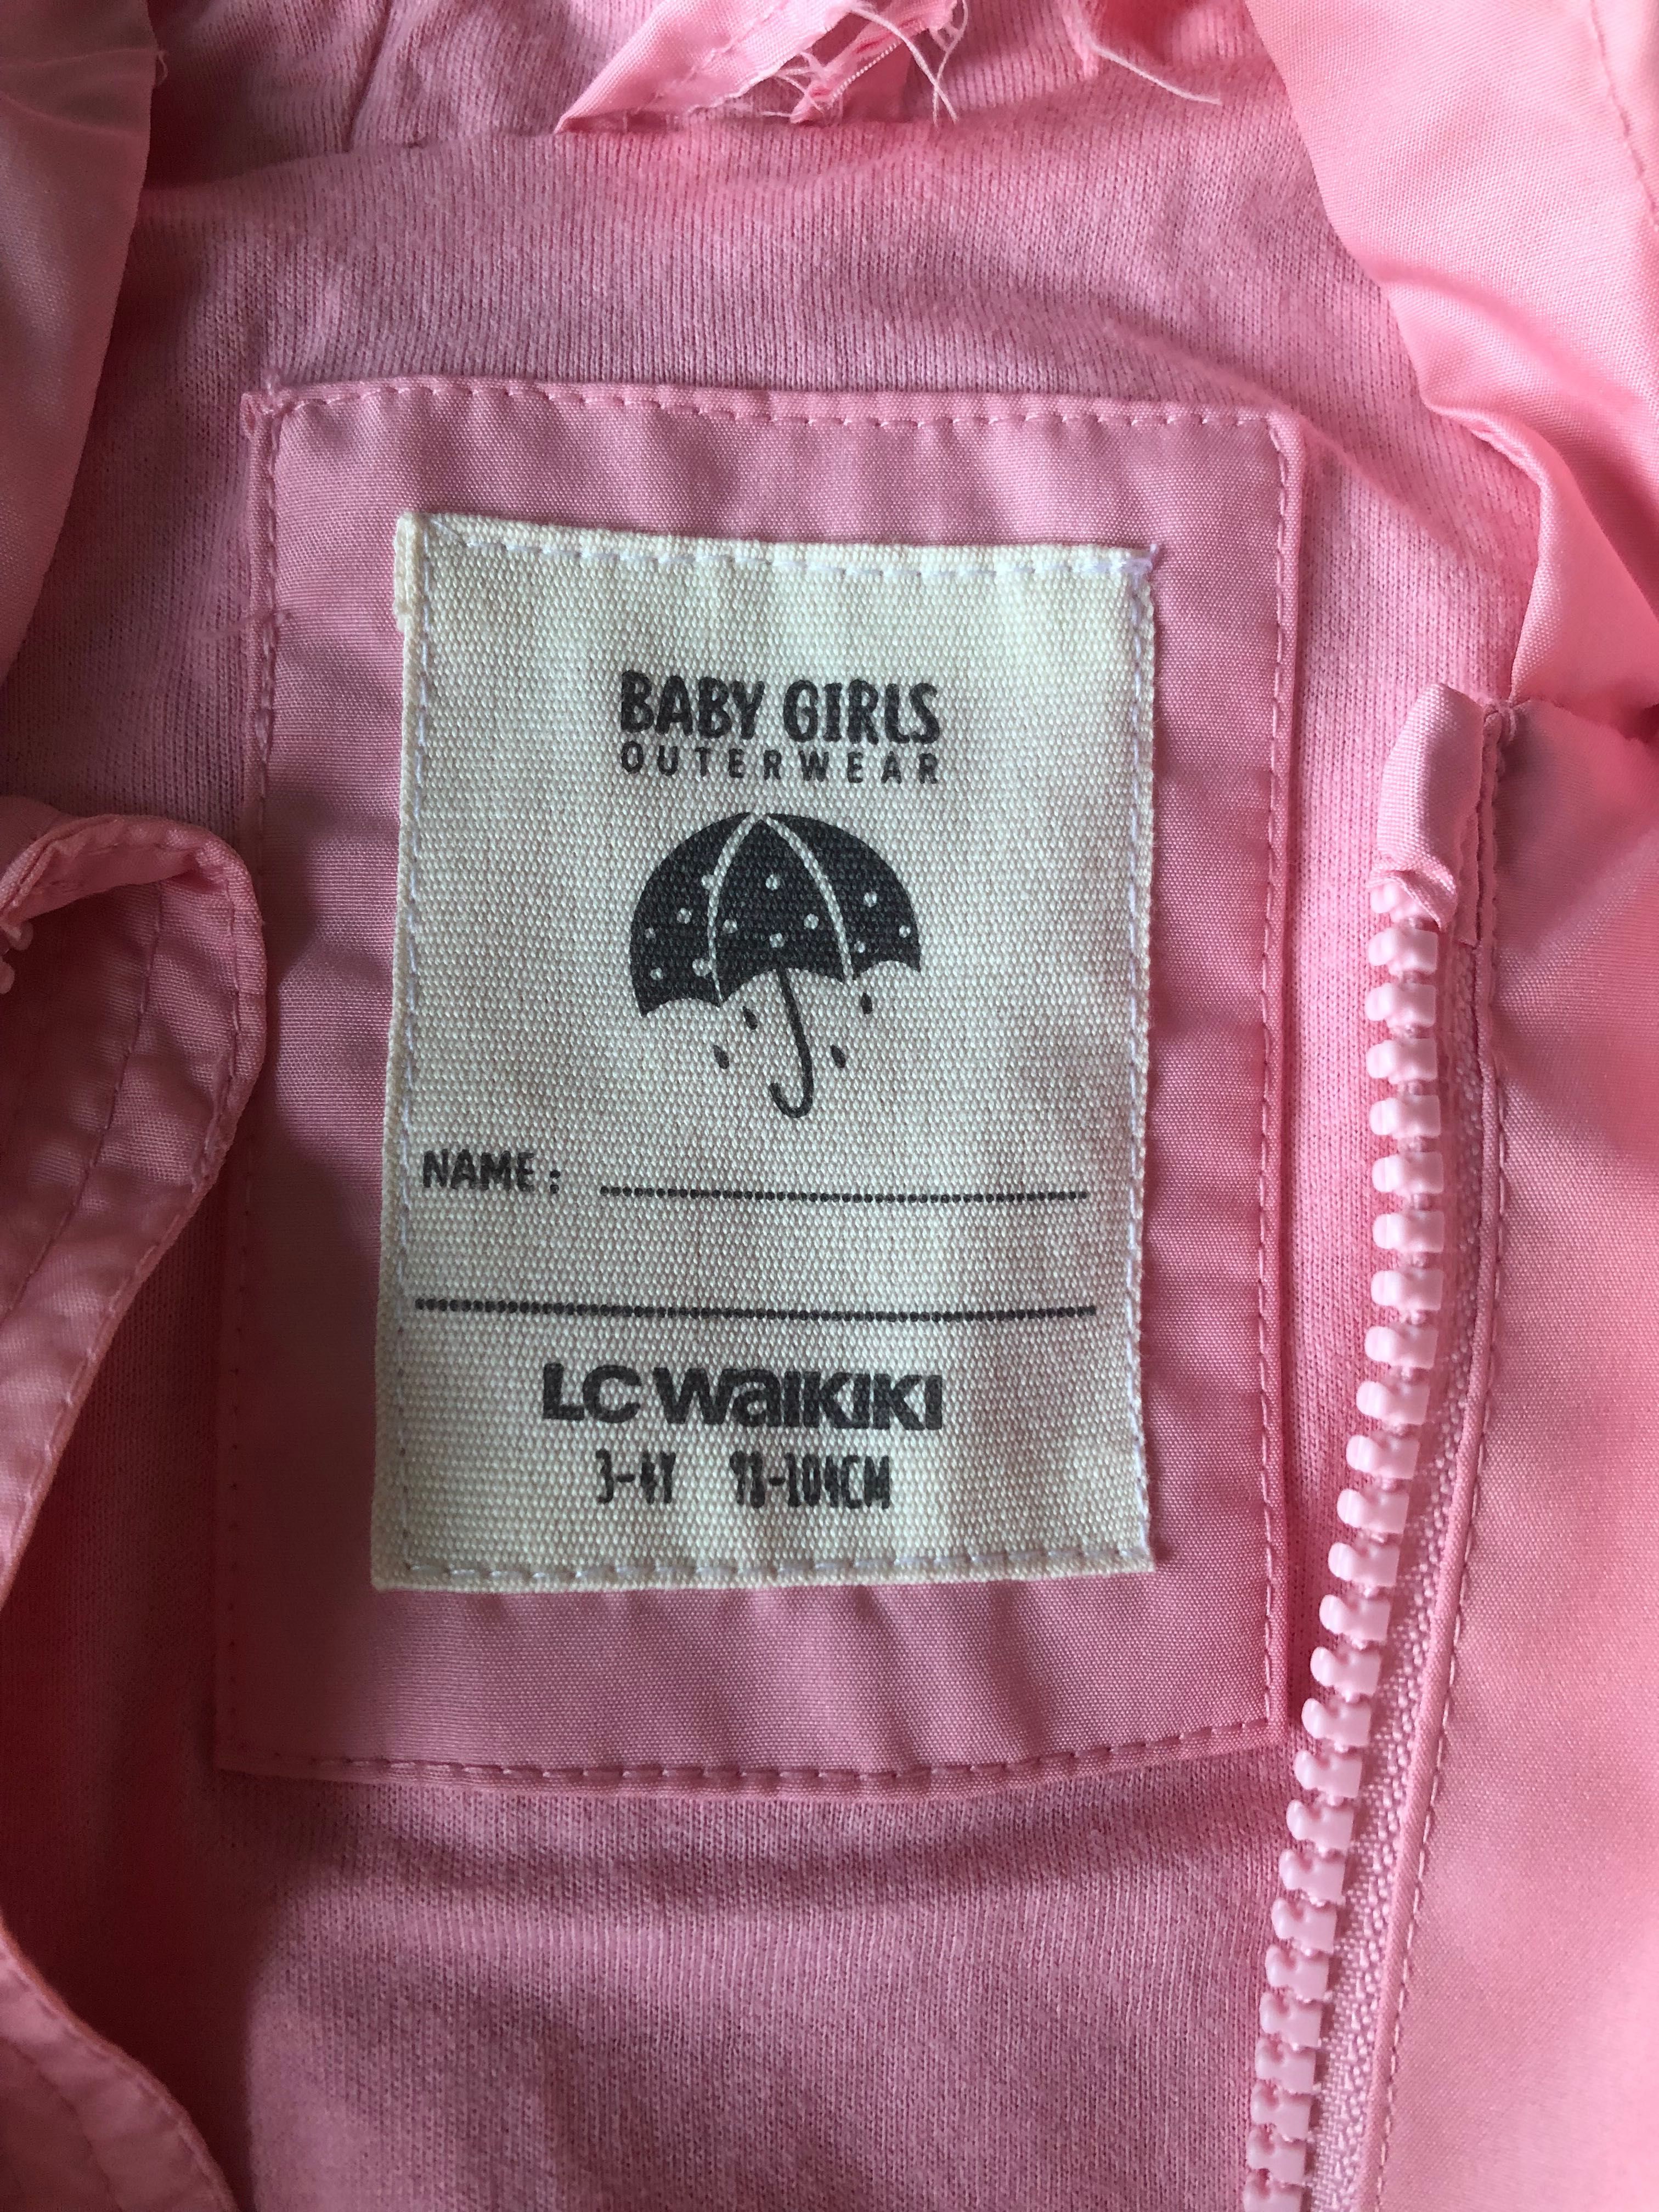 BABY GIRLS
OUTERWEAR
NAME :
LC WAIKIKI
3-4Y 98-104CM